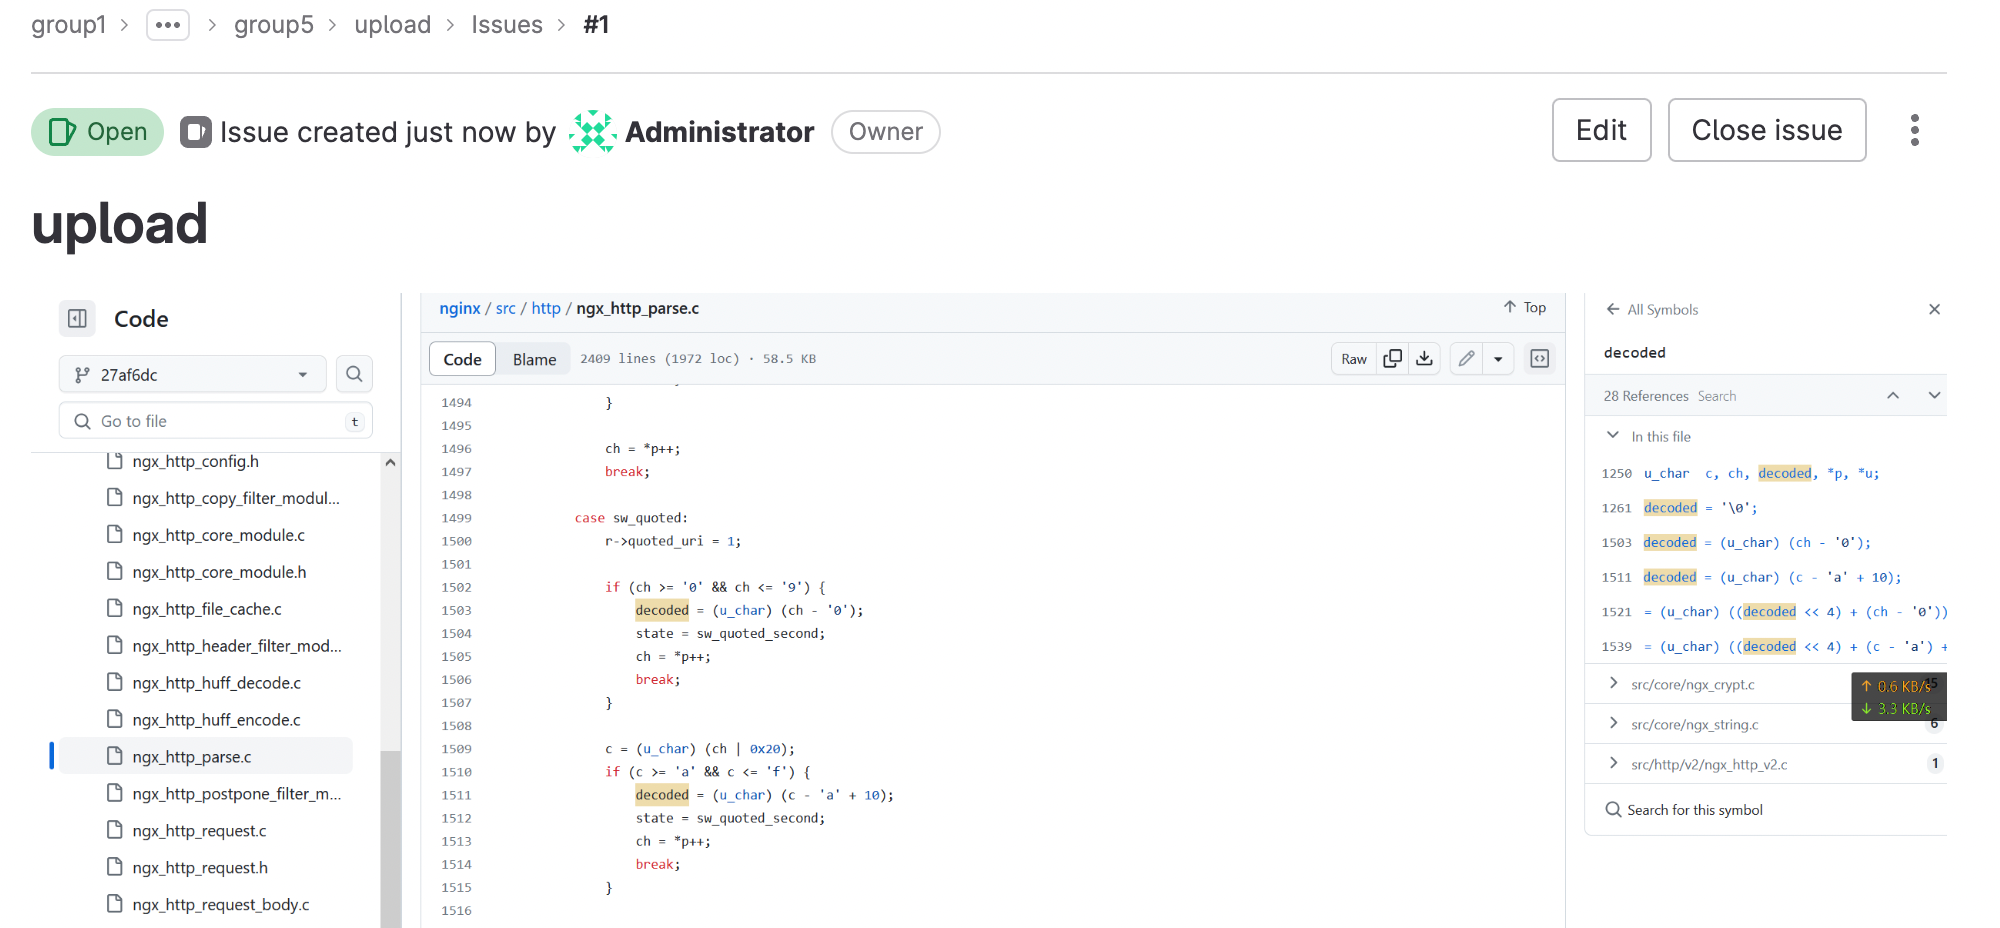 group1 > ••• > group5 > upload > Issues > #1
Open Issue created just now by Administrator Owner
Edit Close issue
upload
Code
27af6dc
Go to file t
ngx_http_config.h
ngx_http_copy_filter_modul...
ngx_http_core_module.c
ngx_http_core_module.h
ngx_http_file_cache.c
ngx_http_header_filter_mod...
ngx_http_huff_decode.c
ngx_http_huff_encode.c
ngx_http_parse.c
ngx_http_postpone_filter_m...
ngx_http_request.c
ngx_http_request.h
ngx_http_request_body.c
nginx / src / http / ngx_http_parse.c
Top
Code Blame 2409 lines (1972 loc) · 58.5 KB
Raw
1494 }
1495
1496 ch = *p++;
1497 break;
1498
1499 case sw_quoted:
1500 r->quoted_uri = 1;
1501
1502 if (ch >= '0' && ch <= '9') {
1503 decoded = (u_char) (ch - '0');
1504 state = sw_quoted_second;
1505 ch = *p++;
1506 break;
1507 }
1508
1509 c = (u_char) (ch | 0x20);
1510 if (c >= 'a' && c <= 'f') {
1511 decoded = (u_char) (c - 'a' + 10);
1512 state = sw_quoted_second;
1513 ch = *p++;
1514 break;
1515 }
1516
All Symbols
decoded
28 References Search
In this file
1250 u_char c, ch, decoded, *p, *u;
1261 decoded = '\0';
1503 decoded = (u_char) (ch - '0');
1511 decoded = (u_char) (c - 'a' + 10);
1521 = (u_char) ((decoded << 4) + (ch - '0'))
1539 = (u_char) ((decoded << 4) + (c - 'a') +
src/core/ngx_crypt.c 15
↑ 0.6 KB/s
↓ 3.3 KB/s
src/core/ngx_string.c 6
src/http/v2/ngx_http_v2.c 1
Search for this symbol